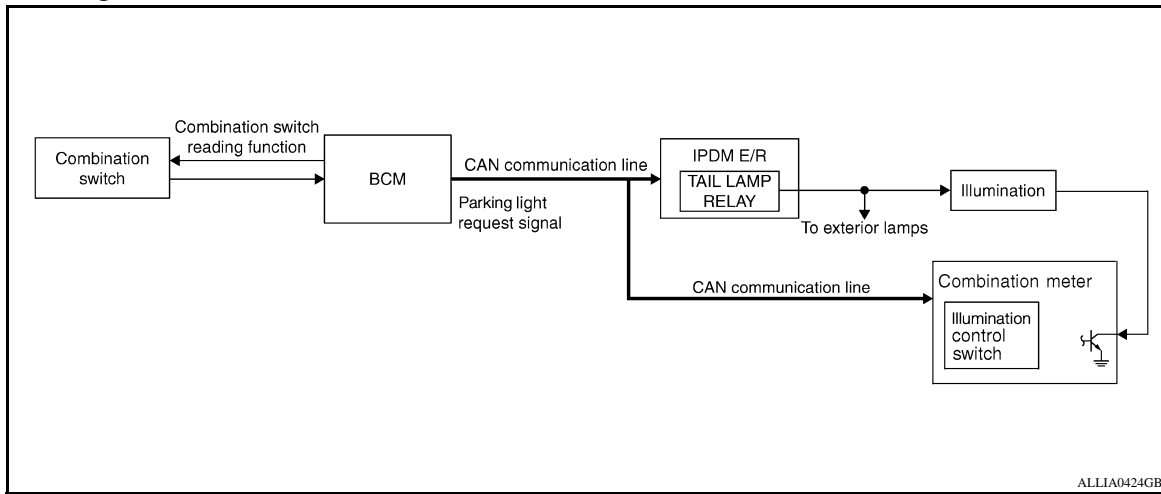 Combination switch
reading function
Combination
switch
BCM
CAN communication line
Parking light
request signal
IPDM E/R
TAIL LAMP
RELAY
To exterior lamps
Illumination
CAN communication line
Combination meter
Illumination
control
switch
ALLIA0424GB